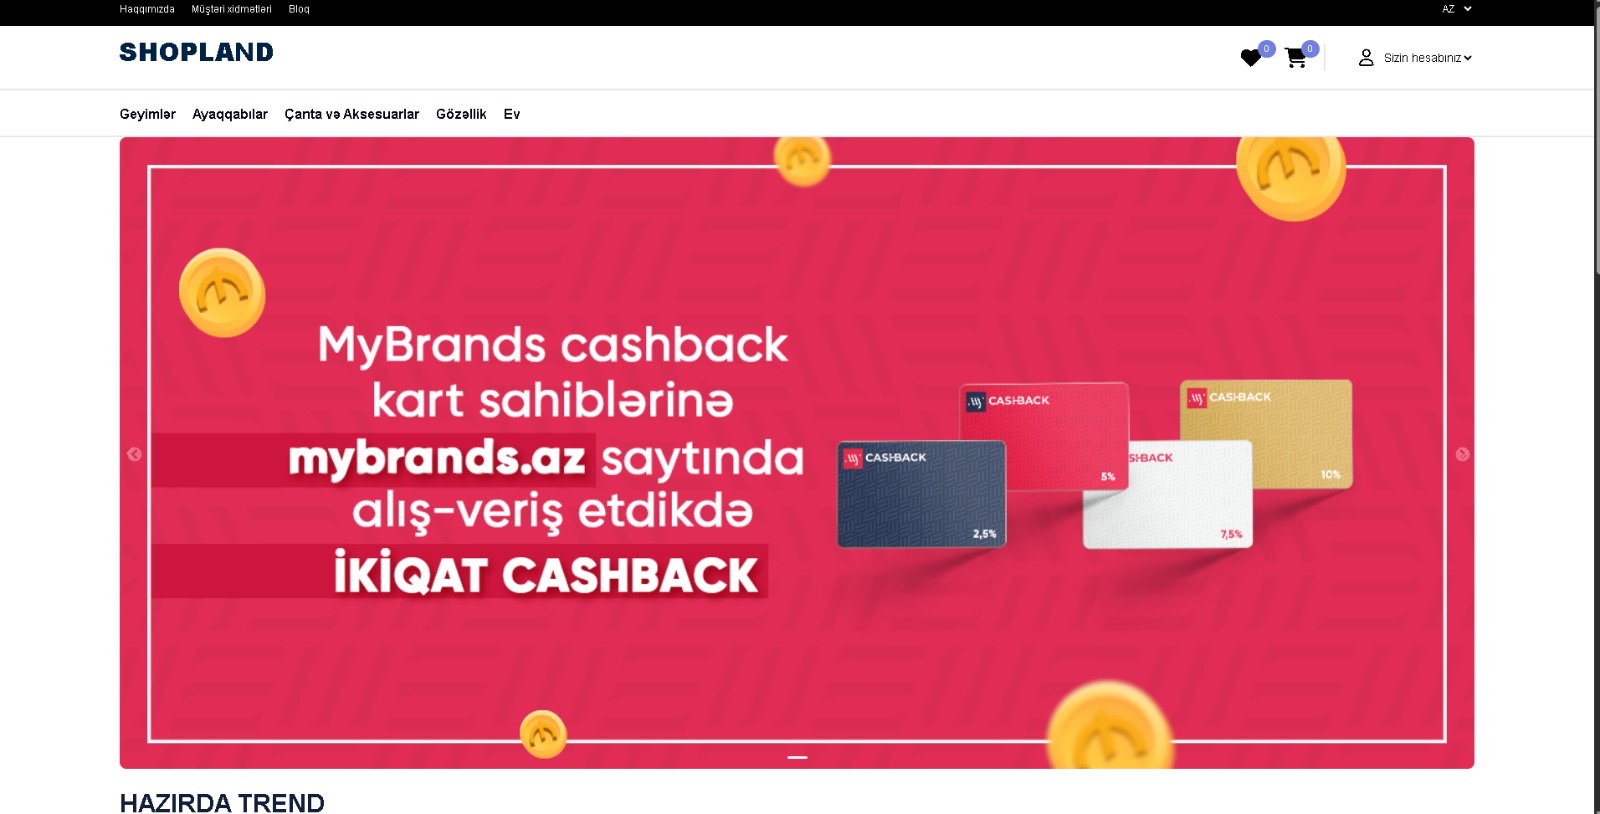 Haqqımızda Müştəri xidmətləri Bloq AZ
SHOPLAND
0 0 Sizin hesabınız
Geyimlər Ayaqqabılar Çanta və Aksesuarlar Gözəllik Ev
MyBrands cashback
kart sahiblərinə
mybrands.az saytında
alış-veriş etdikdə
İKİQAT CASHBACK
CASHBACK
5%
CASHBACK
10%
CASHBACK
2,5%
SHBACK
7,5%
HAZIRDA TREND